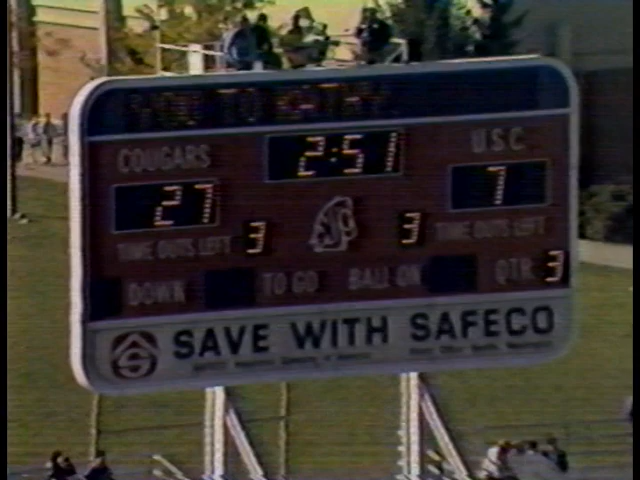 COUGARS 2:51 USC
27 7
TIME OUTS LEFT 3 3 TIME OUTS LEFT
DOWN TO GO BALL ON QTR 3
SAVE WITH SAFECO